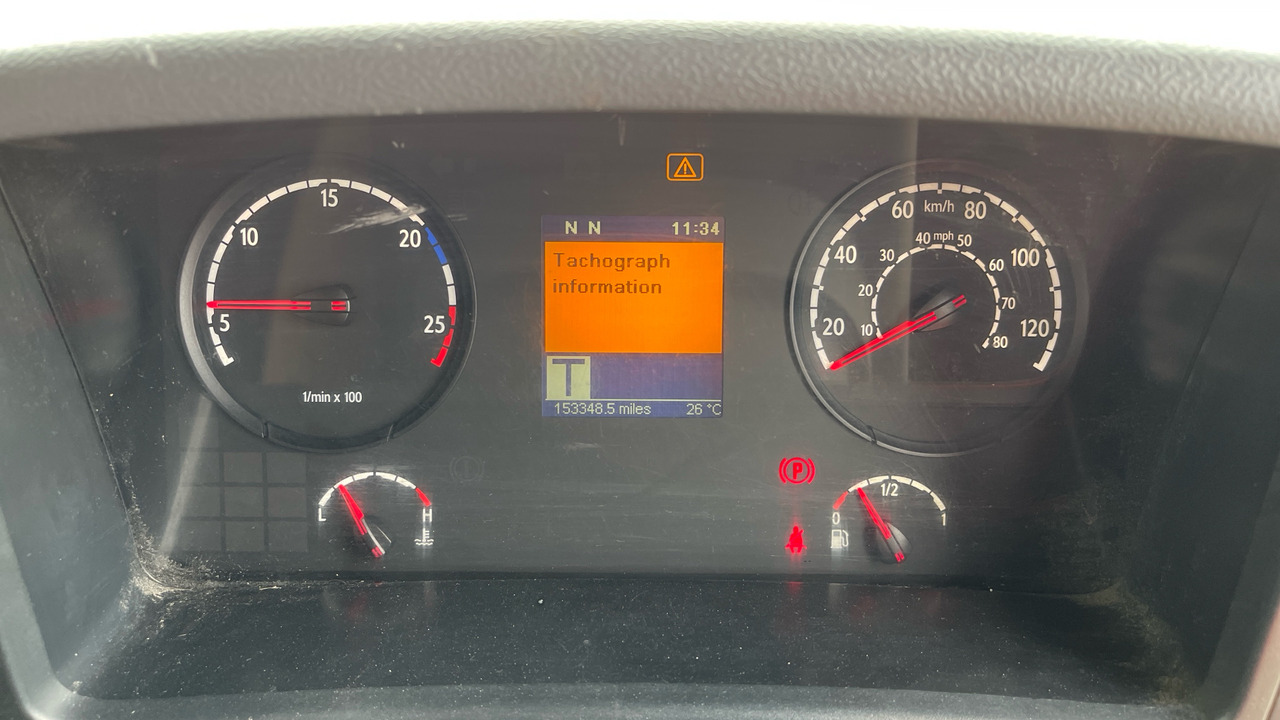 15
10
20
5
25
1/min x 100
N N 11:34
Tachograph
information
T
153348.5 miles 26 °C
60 km/h 80
40 100
20 120
40 mph 50
30 60
20 70
10 80
L H
P
1/2
0 1